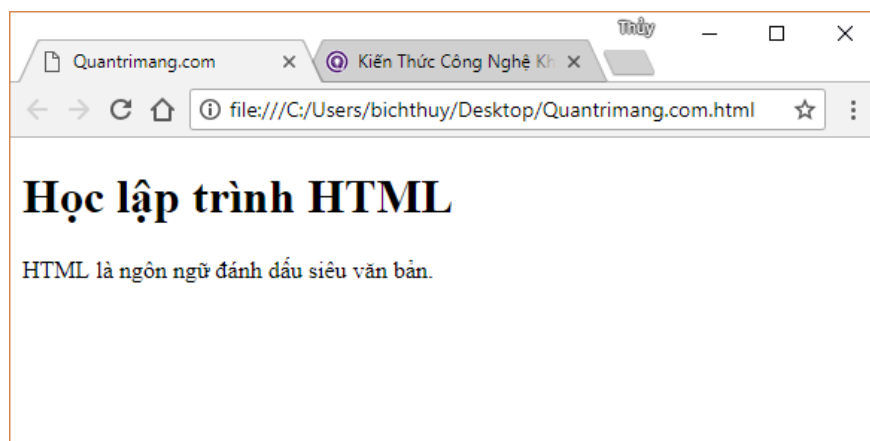 Thủy
Quantrimang.com
Kiến Thức Công Nghệ Kh
file:///C:/Users/bichthuy/Desktop/Quantrimang.com.html
Học lập trình HTML
HTML là ngôn ngữ đánh dấu siêu văn bản.